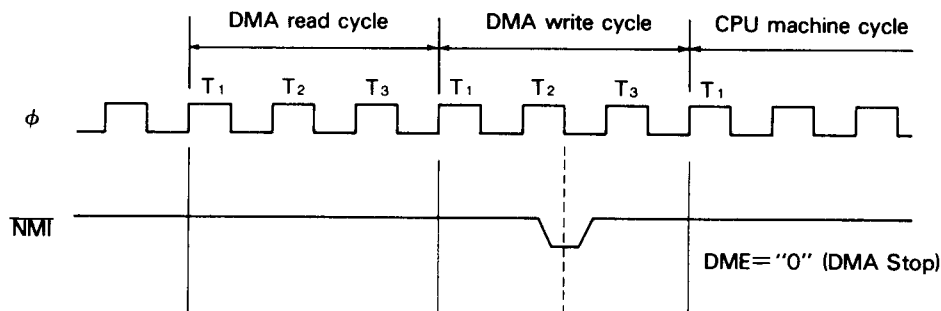 DMA read cycle DMA write cycle CPU machine cycle
T₁ T₂ T₃ T₁ T₂ T₃ T₁
φ
N̅M̅I̅
DME="0" (DMA Stop)